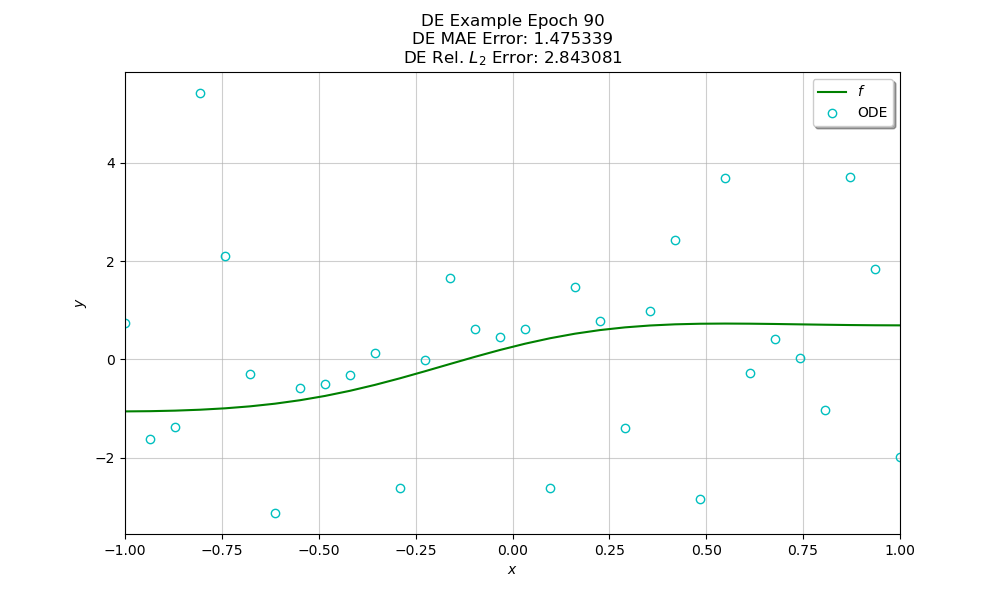 DE Example Epoch 90
DE MAE Error: 1.475339
DE Rel. $L_2$ Error: 2.843081
f
ODE
4
2
0
−2
y
−1.00 −0.75 −0.50 −0.25 0.00 0.25 0.50 0.75 1.00
x